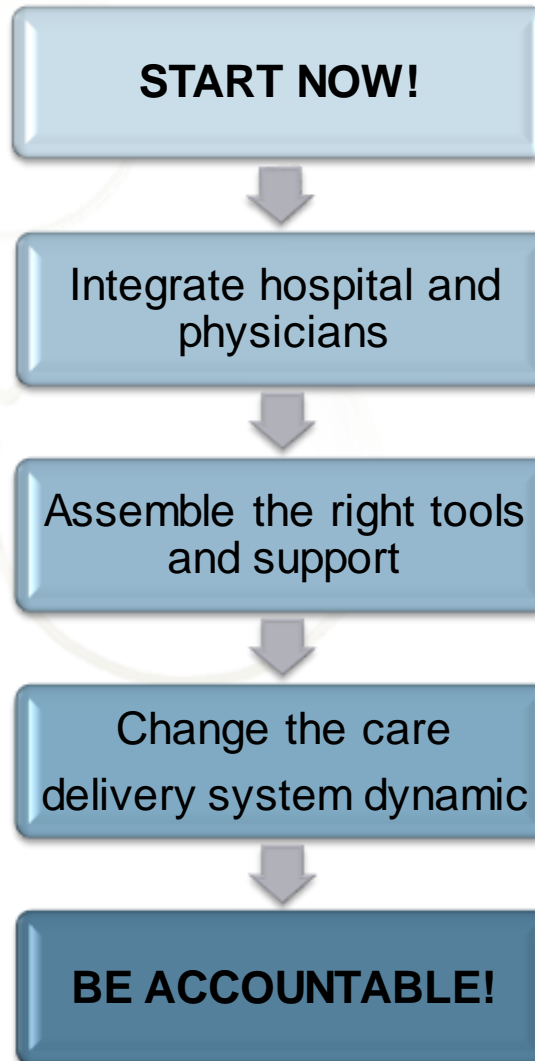 START NOW!
Integrate hospital and
physicians
Assemble the right tools
and support
Change the care
delivery system dynamic
BE ACCOUNTABLE!